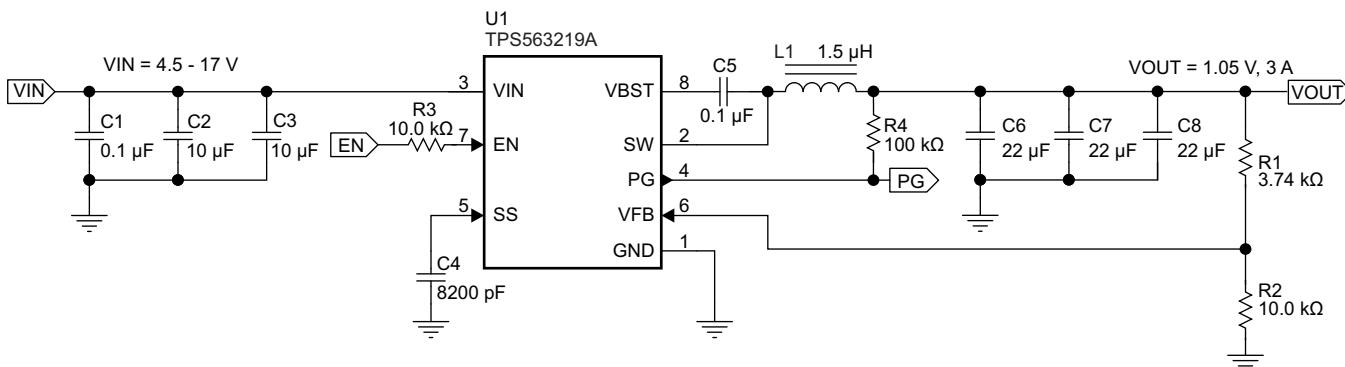 U1
TPS563219A
VIN = 4.5 - 17 V
VIN
C1
0.1 µF
C2
10 µF
C3
10 µF
R3
10.0 kΩ
EN
C4
8200 pF
3
7
5
VIN
EN
SS
VBST
SW
PG
VFB
GND
8
2
4
6
1
C5
0.1 µF
L1
1.5 µH
R4
100 kΩ
PG
VOUT = 1.05 V, 3 A
VOUT
C6
22 µF
C7
22 µF
C8
22 µF
R1
3.74 kΩ
R2
10.0 kΩ